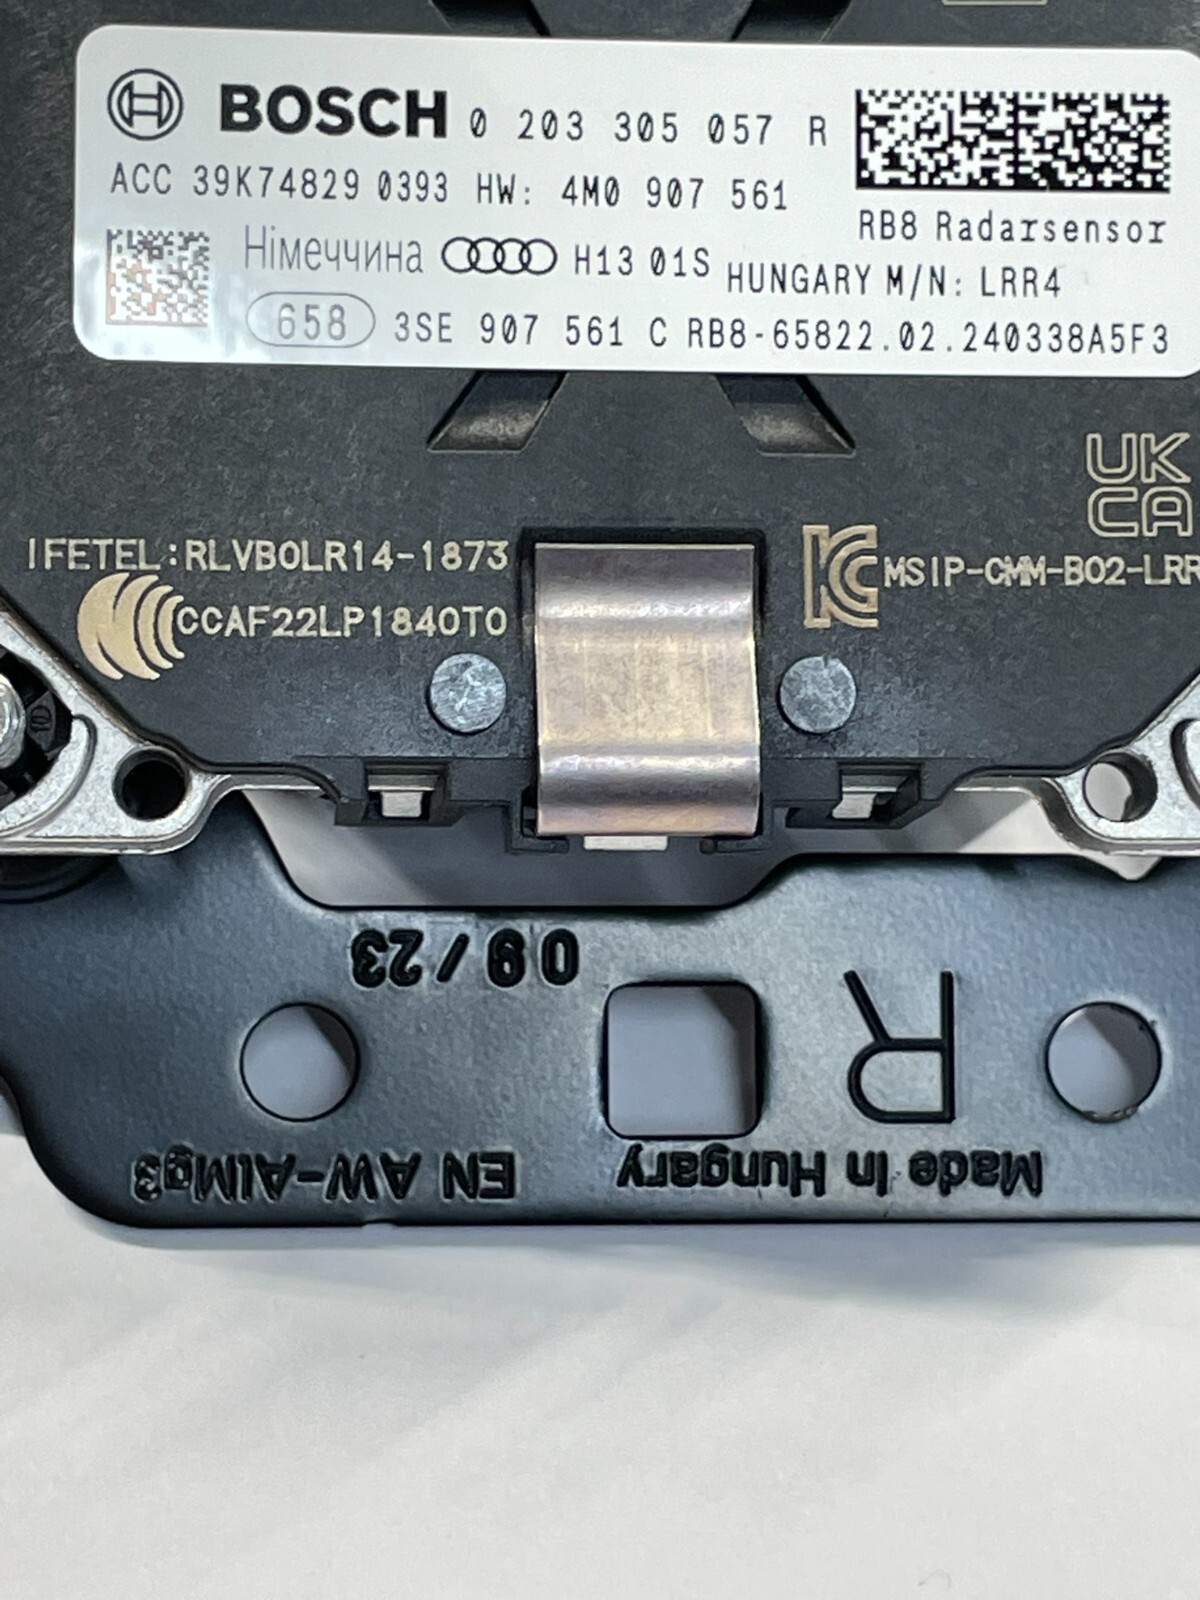 BOSCH 0 203 305 057 R
ACC 39K74829 0393 HW: 4M0 907 561
RB8 Radarsensor
Німеччина H13 01S HUNGARY M/N: LRR4
658 3SE 907 561 C RB8-65822.02.240338A5F3
UK
CA
IFETEL:RLVBOLR14-1873
MSIP-CMM-BO2-LRR
CCAF22LP1840T0
09/23
R
Made in Hungary
EN AW-AlMg3